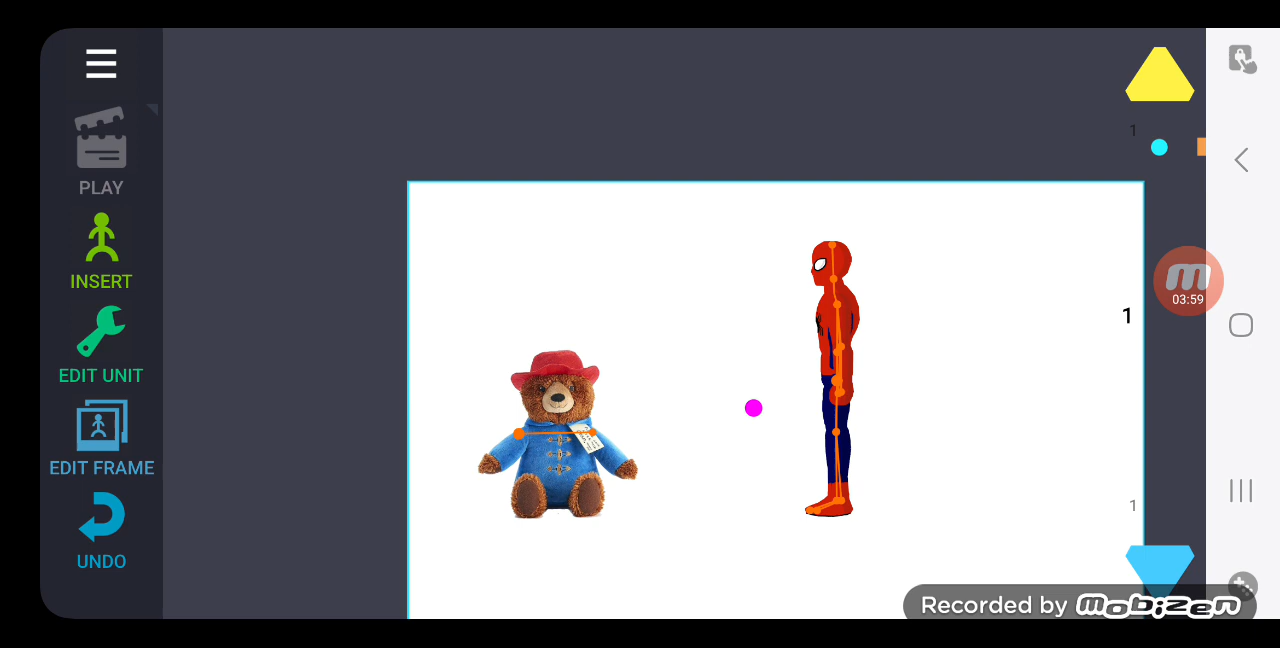 PLAY
INSERT
EDIT UNIT
EDIT FRAME
UNDO
1
1
03:59
1
Recorded by Mobizen